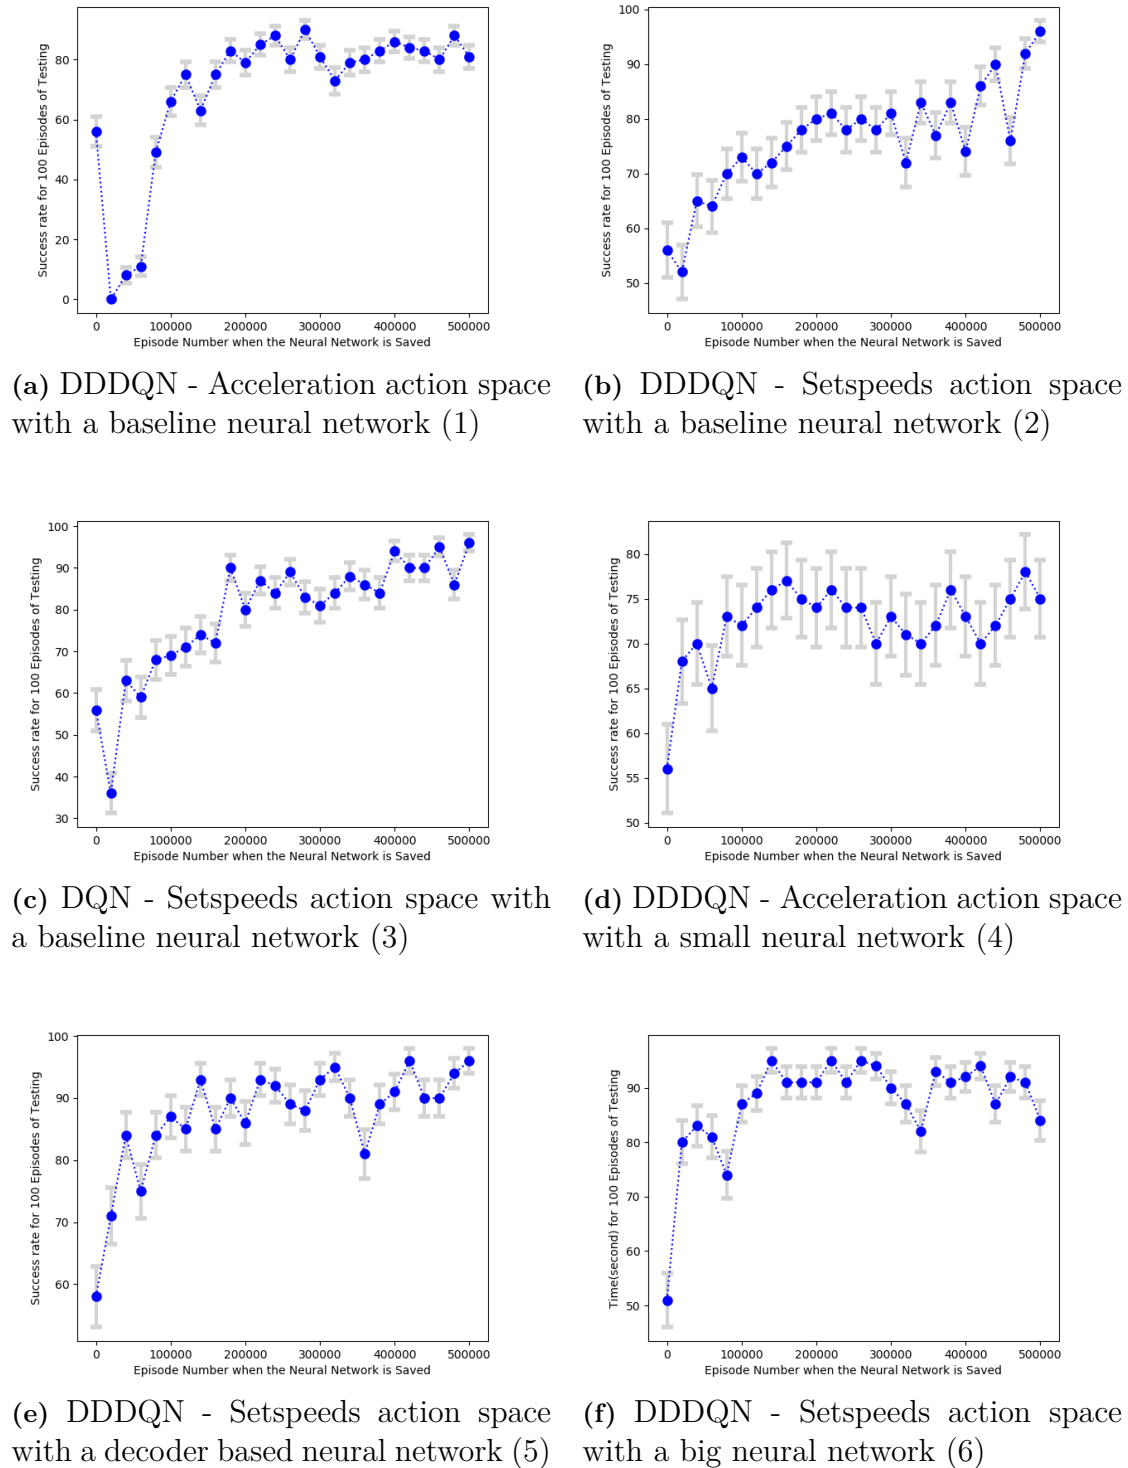 80
60
40
20
0
0 100000 200000 300000 400000 500000
Episode Number when the Neural Network is Saved
Success rate for 100 Episodes of Testing
(a) DDDQN - Acceleration action space
with a baseline neural network (1)
100
90
80
70
60
50
0 100000 200000 300000 400000 500000
Episode Number when the Neural Network is Saved
Success rate for 100 Episodes of Testing
(b) DDDQN - Setspeeds action space
with a baseline neural network (2)
100
90
80
70
60
50
40
30
0 100000 200000 300000 400000 500000
Episode Number when the Neural Network is Saved
Success rate for 100 Episodes of Testing
(c) DQN - Setspeeds action space with
a baseline neural network (3)
80
75
70
65
60
55
50
0 100000 200000 300000 400000 500000
Episode Number when the Neural Network is Saved
Success rate for 100 Episodes of Testing
(d) DDDQN - Acceleration action space
with a small neural network (4)
100
90
80
70
60
0 100000 200000 300000 400000 500000
Episode Number when the Neural Network is Saved
Success rate for 100 Episodes of Testing
(e) DDDQN - Setspeeds action space
with a decoder based neural network (5)
90
80
70
60
50
0 100000 200000 300000 400000 500000
Episode Number when the Neural Network is Saved
Time(second) for 100 Episodes of Testing
(f) DDDQN - Setspeeds action space
with a big neural network (6)